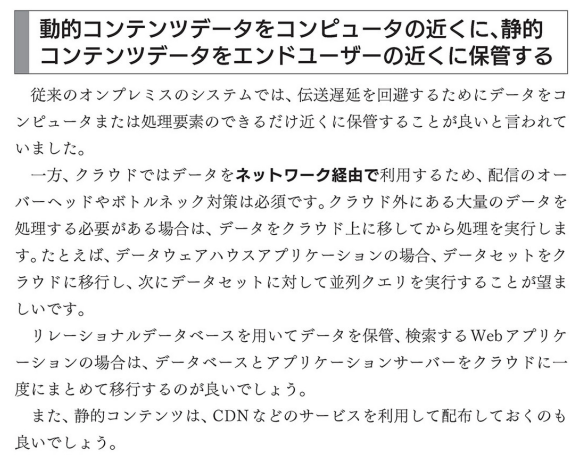 動的コンテンツデータをコンピュータの近くに、静的
コンテンツデータをエンドユーザーの近くに保管する
従来のオンプレミスのシステムでは、伝送遅延を回避するためにデータをコ
ンピュータまたは処理要素のできるだけ近くに保管することが良いと言われて
いました。
一方、クラウドではデータをネットワーク経由で利用するため、配信のオー
バーヘッドやボトルネック対策は必須です。クラウド外にある大量のデータを
処理する必要がある場合は、データをクラウド上に移してから処理を実行しま
す。たとえば、データウェアハウスアプリケーションの場合、データセットをク
ラウドに移行し、次にデータセットに対して並列クエリを実行することが望ま
しいです。
リレーショナルデータベースを用いてデータを保管、検索するWebアプリケ
ーションの場合は、データベースとアプリケーションサーバーをクラウドに一
度にまとめて移行するのが良いでしょう。
また、静的コンテンツは、CDNなどのサービスを利用して配布しておくのも
良いでしょう。